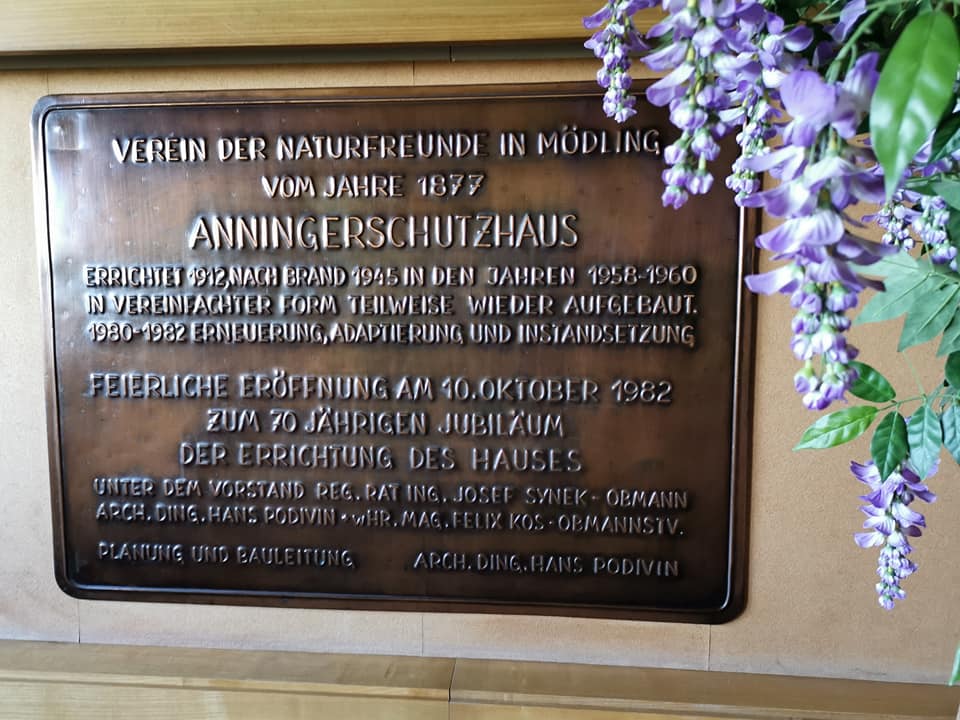 VEREIN DER NATURFREUNDE IN MÖDLING
VOM JAHRE 1877
ANNINGERSCHUTZHAUS
ERRICHTET 1912, NACH BRAND 1945 IN DEN JAHREN 1958-1960
IN VEREINFACHTER FORM TEILWEISE WIEDER AUFGEBAUT.
1980-1982 ERNEUERUNG, ADAPTIERUNG UND INSTANDSETZUNG
FEIERLICHE ERÖFFNUNG AM 10. OKTOBER 1982
ZUM 70 JÄHRIGEN JUBILÄUM
DER ERRICHTUNG DES HAUSES
UNTER DEM VORSTAND REG. RAT ING. JOSEF SYNEK - OBMANN
ARCH. DING. HANS PODIVIN - wHR. MAG. FELIX KOS - OBMANNSTV.
PLANUNG UND BAULEITUNG ARCH. DING. HANS PODIVIN